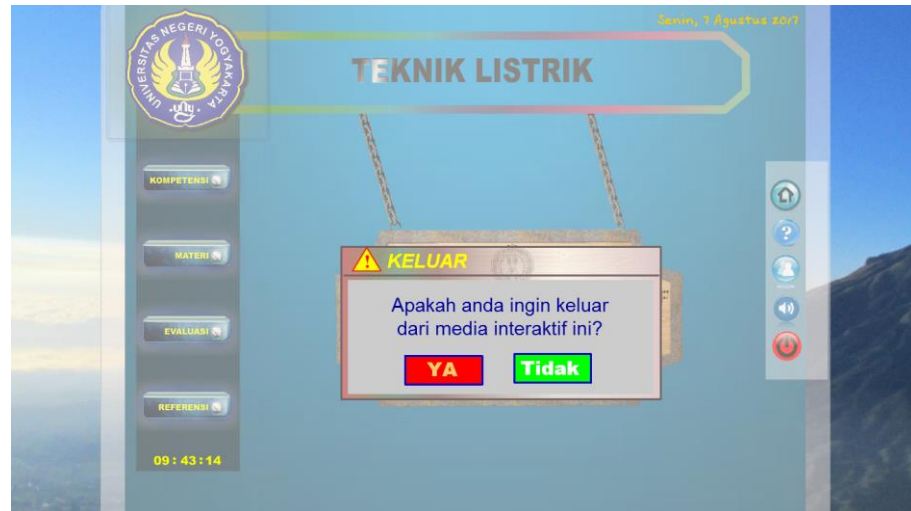 Senin, 7 Agustus 2017
UNIVERSITAS NEGERI YOGYAKARTA
uny
TEKNIK LISTRIK
KOMPETENSI
MATERI
EVALUASI
REFERENSI
09:43:14
KELUAR
Apakah anda ingin keluar
dari media interaktif ini?
YA
Tidak